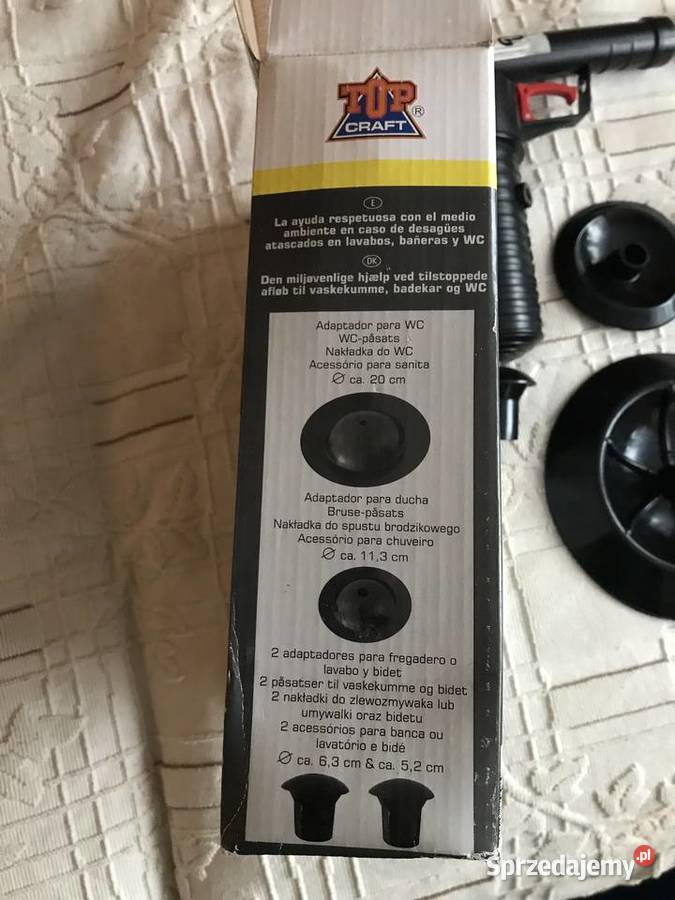 TOP
CRAFT
®
E
La ayuda respetuosa con el medio
ambiente en caso de desagües
atascados en lavabos, bañeras y WC
DK
Den miljøvenlige hjælp ved tilstoppede
afløb til vaskekumme, badekar og WC
Adaptador para WC
WC-påsats
Nakładka do WC
Acessório para sanita
Ø ca. 20 cm
Adaptador para ducha
Bruse-påsats
Nakładka do spustu brodzikowego
Acessório para chuveiro
Ø ca. 11,3 cm
2 adaptadores para fregadero o
lavabo y bidet
2 påsatser til vaskekumme og bidet
2 nakładki do zlewozmywaka lub
umywalki oraz bidetu
2 acessórios para banca ou
lavatório e bidé
Ø ca. 6,3 cm & ca. 5,2 cm
Sprzedajemy.pl